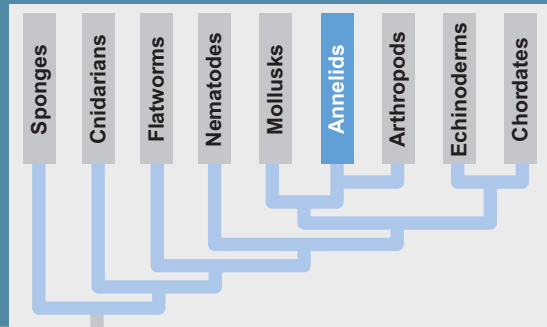 Sponges
Cnidarians
Flatworms
Nematodes
Mollusks
Annelids
Arthropods
Echinoderms
Chordates